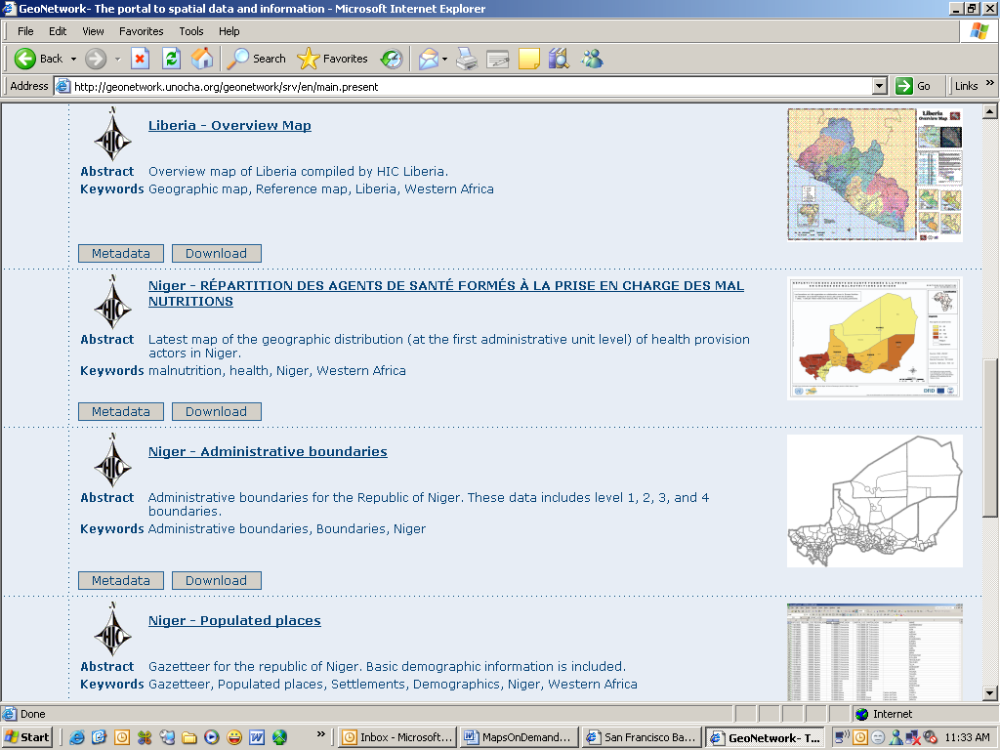 GeoNetwork- The portal to spatial data and information - Microsoft Internet Explorer
File Edit View Favorites Tools Help
Back Search Favorites
Address http://geonetwork.unocha.org/geonetwork/srv/en/main.present Go Links »
HIC
Liberia - Overview Map
Abstract Overview map of Liberia compiled by HIC Liberia.
Keywords Geographic map, Reference map, Liberia, Western Africa
Liberia
Overview Map
Metadata Download
HIC
Niger - RÉPARTITION DES AGENTS DE SANTÉ FORMÉS À LA PRISE EN CHARGE DES MAL
NUTRITIONS
Abstract Latest map of the geographic distribution (at the first administrative unit level) of health provision
actors in Niger.
Keywords malnutrition, health, Niger, Western Africa
Metadata Download
HIC
Niger - Administrative boundaries
Abstract Administrative boundaries for the Republic of Niger. These data includes level 1, 2, 3, and 4
boundaries.
Keywords Administrative boundaries, Boundaries, Niger
Metadata Download
HIC
Niger - Populated places
Abstract Gazetteer for the republic of Niger. Basic demographic information is included.
Keywords Gazetteer, Populated places, Settlements, Demographics, Niger, Western Africa
Done Internet
Start » Inbox - Microsoft... MapsOnDemand... San Francisco Ba... GeoNetwork- T... 11:33 AM